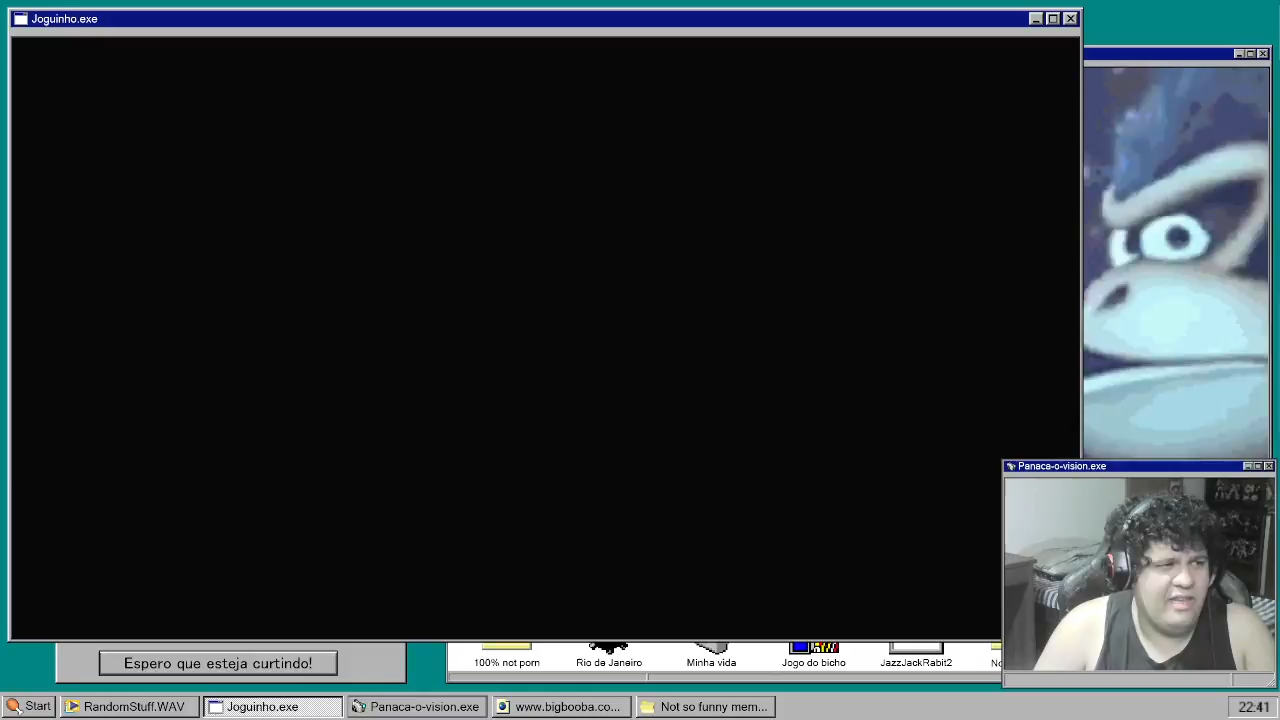 Joguinho.exe
Panaca-o-vision.exe
Espero que esteja curtindo!
100% not porn
Rio de Janeiro
Minha vida
Jogo do bicho
JazzJackRabit2
Start
RandomStuff.WAV
Joguinho.exe
Panaca-o-vision.exe
www.bigbooba.co...
Not so funny mem...
22:41